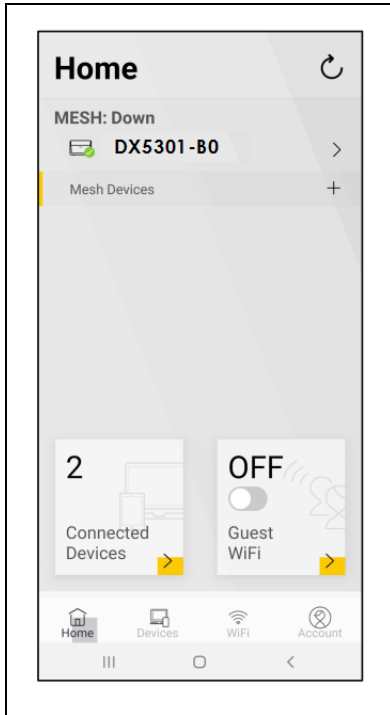 Home
MESH: Down
DX5301-B0
Mesh Devices
2
Connected
Devices
OFF
Guest
WiFi
Home
Devices
WiFi
Account